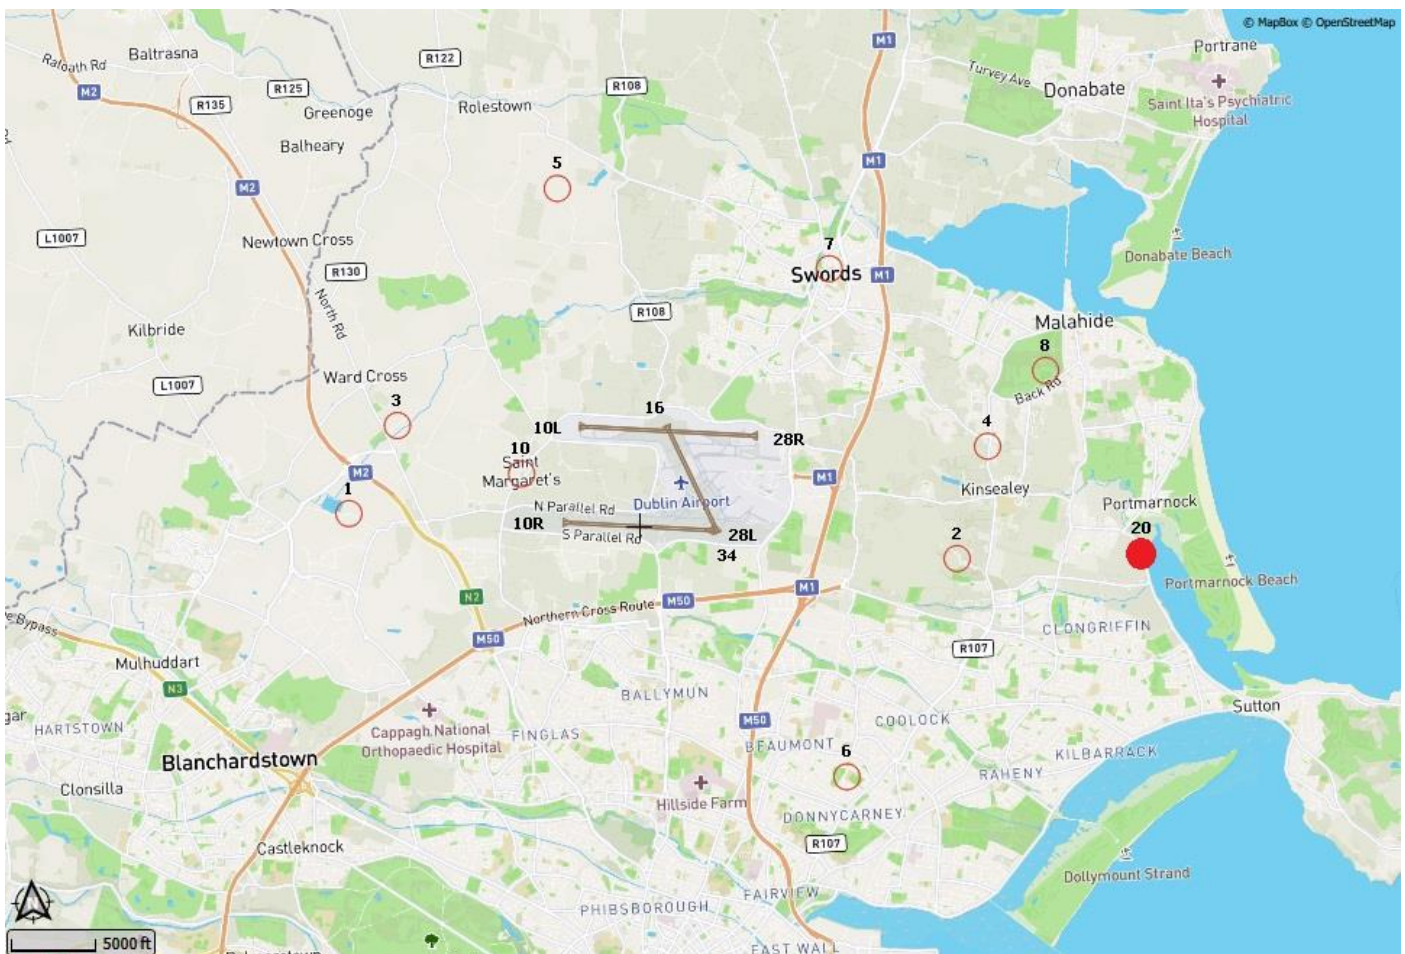 © MapBox © OpenStreetMap
M1
Portrane
Baltrasna
R122
Ratoath Rd
Turvey Ave
M2
R125
R108
Donabate
R135
Rolestown
Saint Ita's Psychiatric
Hospital
Greenoge
Balheary
5
M1
M2
L1007
Newtown Cross
7
Donabate Beach
R130
Swords
M1
North Rd
R108
Kilbride
Malahide
8
Ward Cross
L1007
Back Rd
3
16
10L
28R
4
10
Saint
Margaret's
M2
M1
Kinsealey
1
Dublin Airport
N Parallel Rd
Portmarnock
10R
S Parallel Rd
28L
34
2
20
Portmarnock Beach
M1
N2
Northern Cross Route
M50
e Bypass
M50
CLONGRIFFIN
R107
Mulhuddart
N3
BALLYMUN
gar
HARTSTOWN
Cappagh National
Orthopaedic Hospital
FINGLAS
M50
COOLOCK
Sutton
BEAUMONT
6
KILBARRACK
Blanchardstown
RAHENY
Clonsilla
Hillside Farm
DONNYCARNEY
R107
Castleknock
Dollymount Strand
FAIRVIEW
PHIBSBOROUGH
5000 ft
EAST WALL